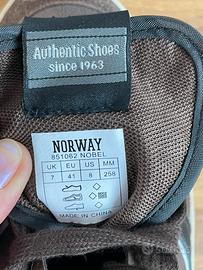 Authentic Shoes
since 1963
NORWAY
851062 NOBEL
UK EU US MM
7 41 8 258
MADE IN CHINA